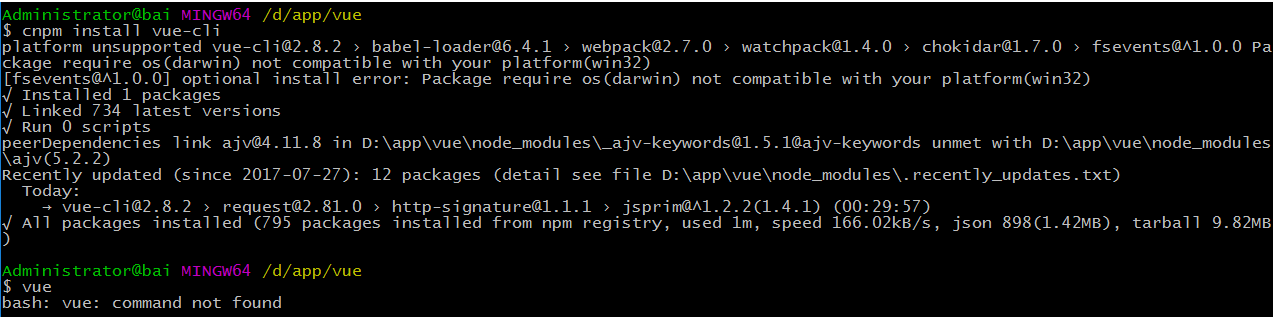 Administrator@bai MINGW64 /d/app/vue
$ cnpm install vue-cli
platform unsupported vue-cli@2.8.2 › babel-loader@6.4.1 › webpack@2.7.0 › watchpack@1.4.0 › chokidar@1.7.0 › fsevents@^1.0.0 Pa
ckage require os(darwin) not compatible with your platform(win32)
[fsevents@^1.0.0] optional install error: Package require os(darwin) not compatible with your platform(win32)
√ Installed 1 packages
√ Linked 734 latest versions
√ Run 0 scripts
peerDependencies link ajv@4.11.8 in D:\app\vue\node_modules\_ajv-keywords@1.5.1@ajv-keywords unmet with D:\app\vue\node_modules
\ajv(5.2.2)
Recently updated (since 2017-07-27): 12 packages (detail see file D:\app\vue\node_modules\.recently_updates.txt)
Today:
→ vue-cli@2.8.2 › request@2.81.0 › http-signature@1.1.1 › jsprim@^1.2.2(1.4.1) (00:29:57)
√ All packages installed (795 packages installed from npm registry, used 1m, speed 166.02kB/s, json 898(1.42MB), tarball 9.82MB
)
Administrator@bai MINGW64 /d/app/vue
$ vue
bash: vue: command not found